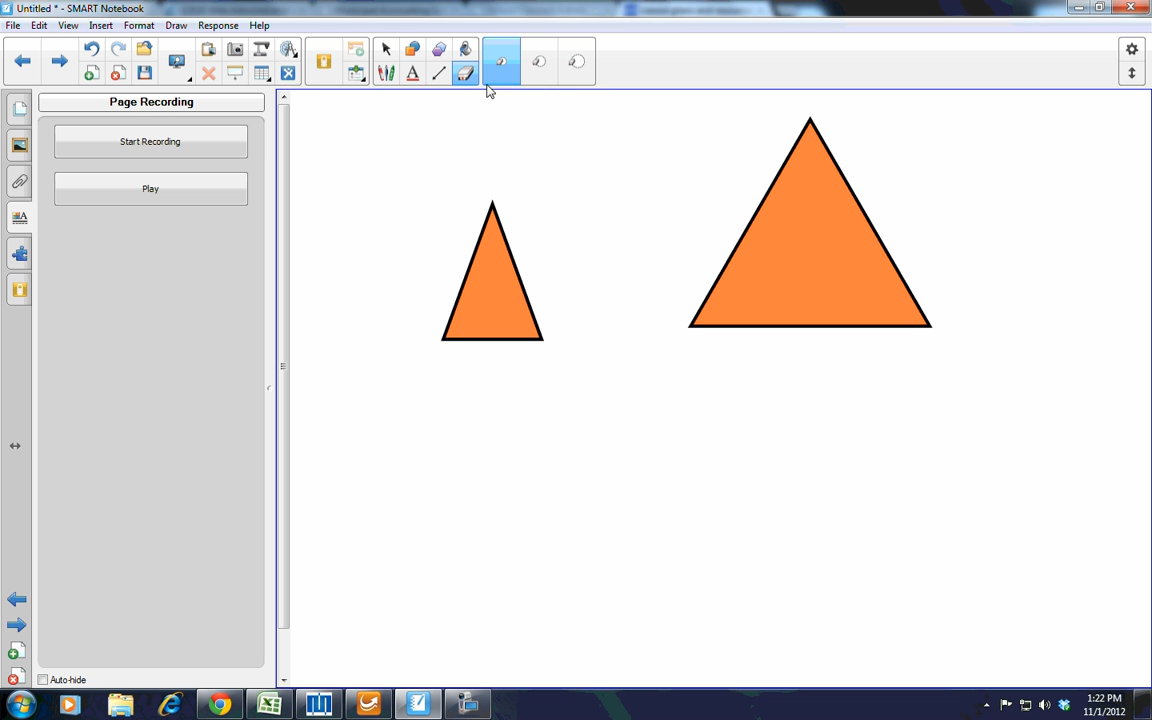 Untitled * - SMART Notebook
File Edit View Insert Format Draw Response Help
Page Recording
Start Recording
Play
Auto-hide
1:22 PM
11/1/2012